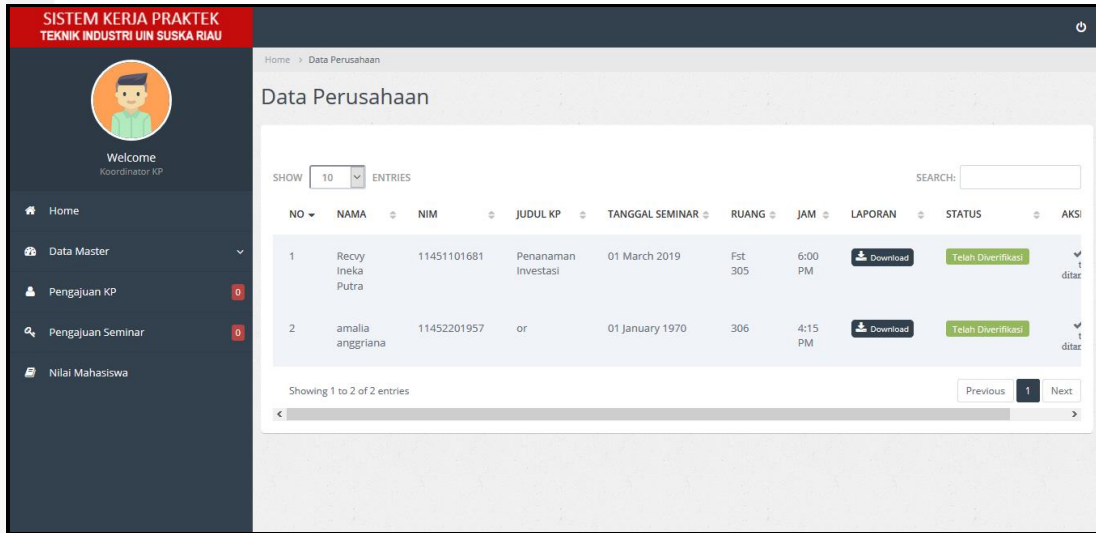 SISTEM KERJA PRAKTEK
TEKNIK INDUSTRI UIN SUSKA RIAU
Welcome
Koordinator KP
Home
Data Master
Pengajuan KP 0
Pengajuan Seminar 0
Nilai Mahasiswa
Home > Data Perusahaan
Data Perusahaan
SHOW 10 ENTRIES SEARCH:
NO NAMA NIM JUDUL KP TANGGAL SEMINAR RUANG JAM LAPORAN STATUS AKSI
1 Recvy 11451101681 Penanaman 01 March 2019 Fst 6:00 Download Telah Diverifikasi
Ineka Investasi 305 PM t
Putra ditar
2 amalia 11452201957 or 01 January 1970 306 4:15 Download Telah Diverifikasi
anggriana PM t
ditar
Showing 1 to 2 of 2 entries Previous 1 Next